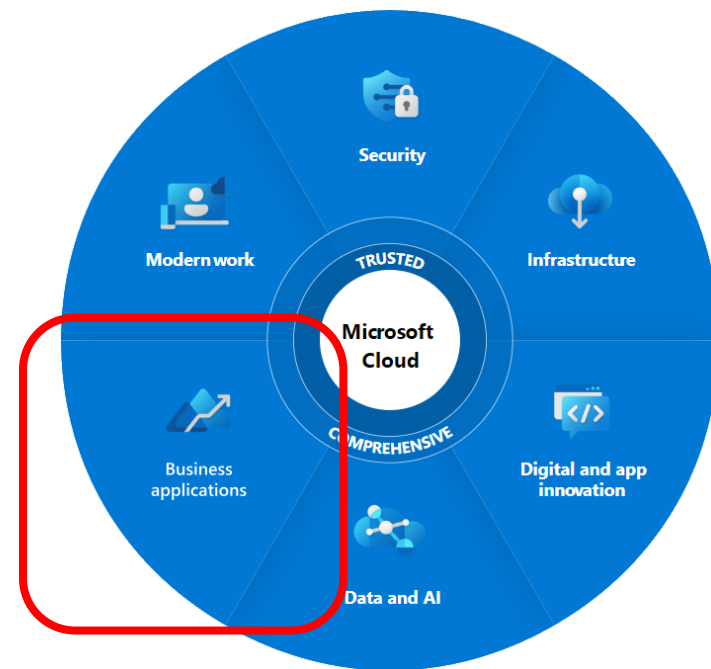 Security
Modern work
Infrastructure
TRUSTED
Microsoft
Cloud
COMPREHENSIVE
Business
applications
Digital and app
innovation
Data and AI